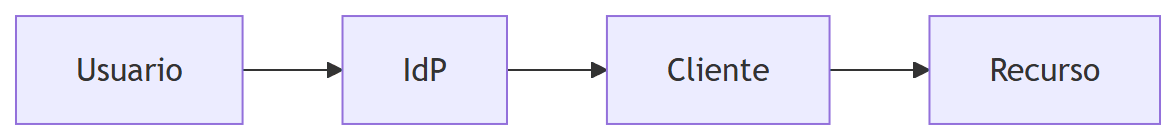 Usuario
IdP
Cliente
Recurso